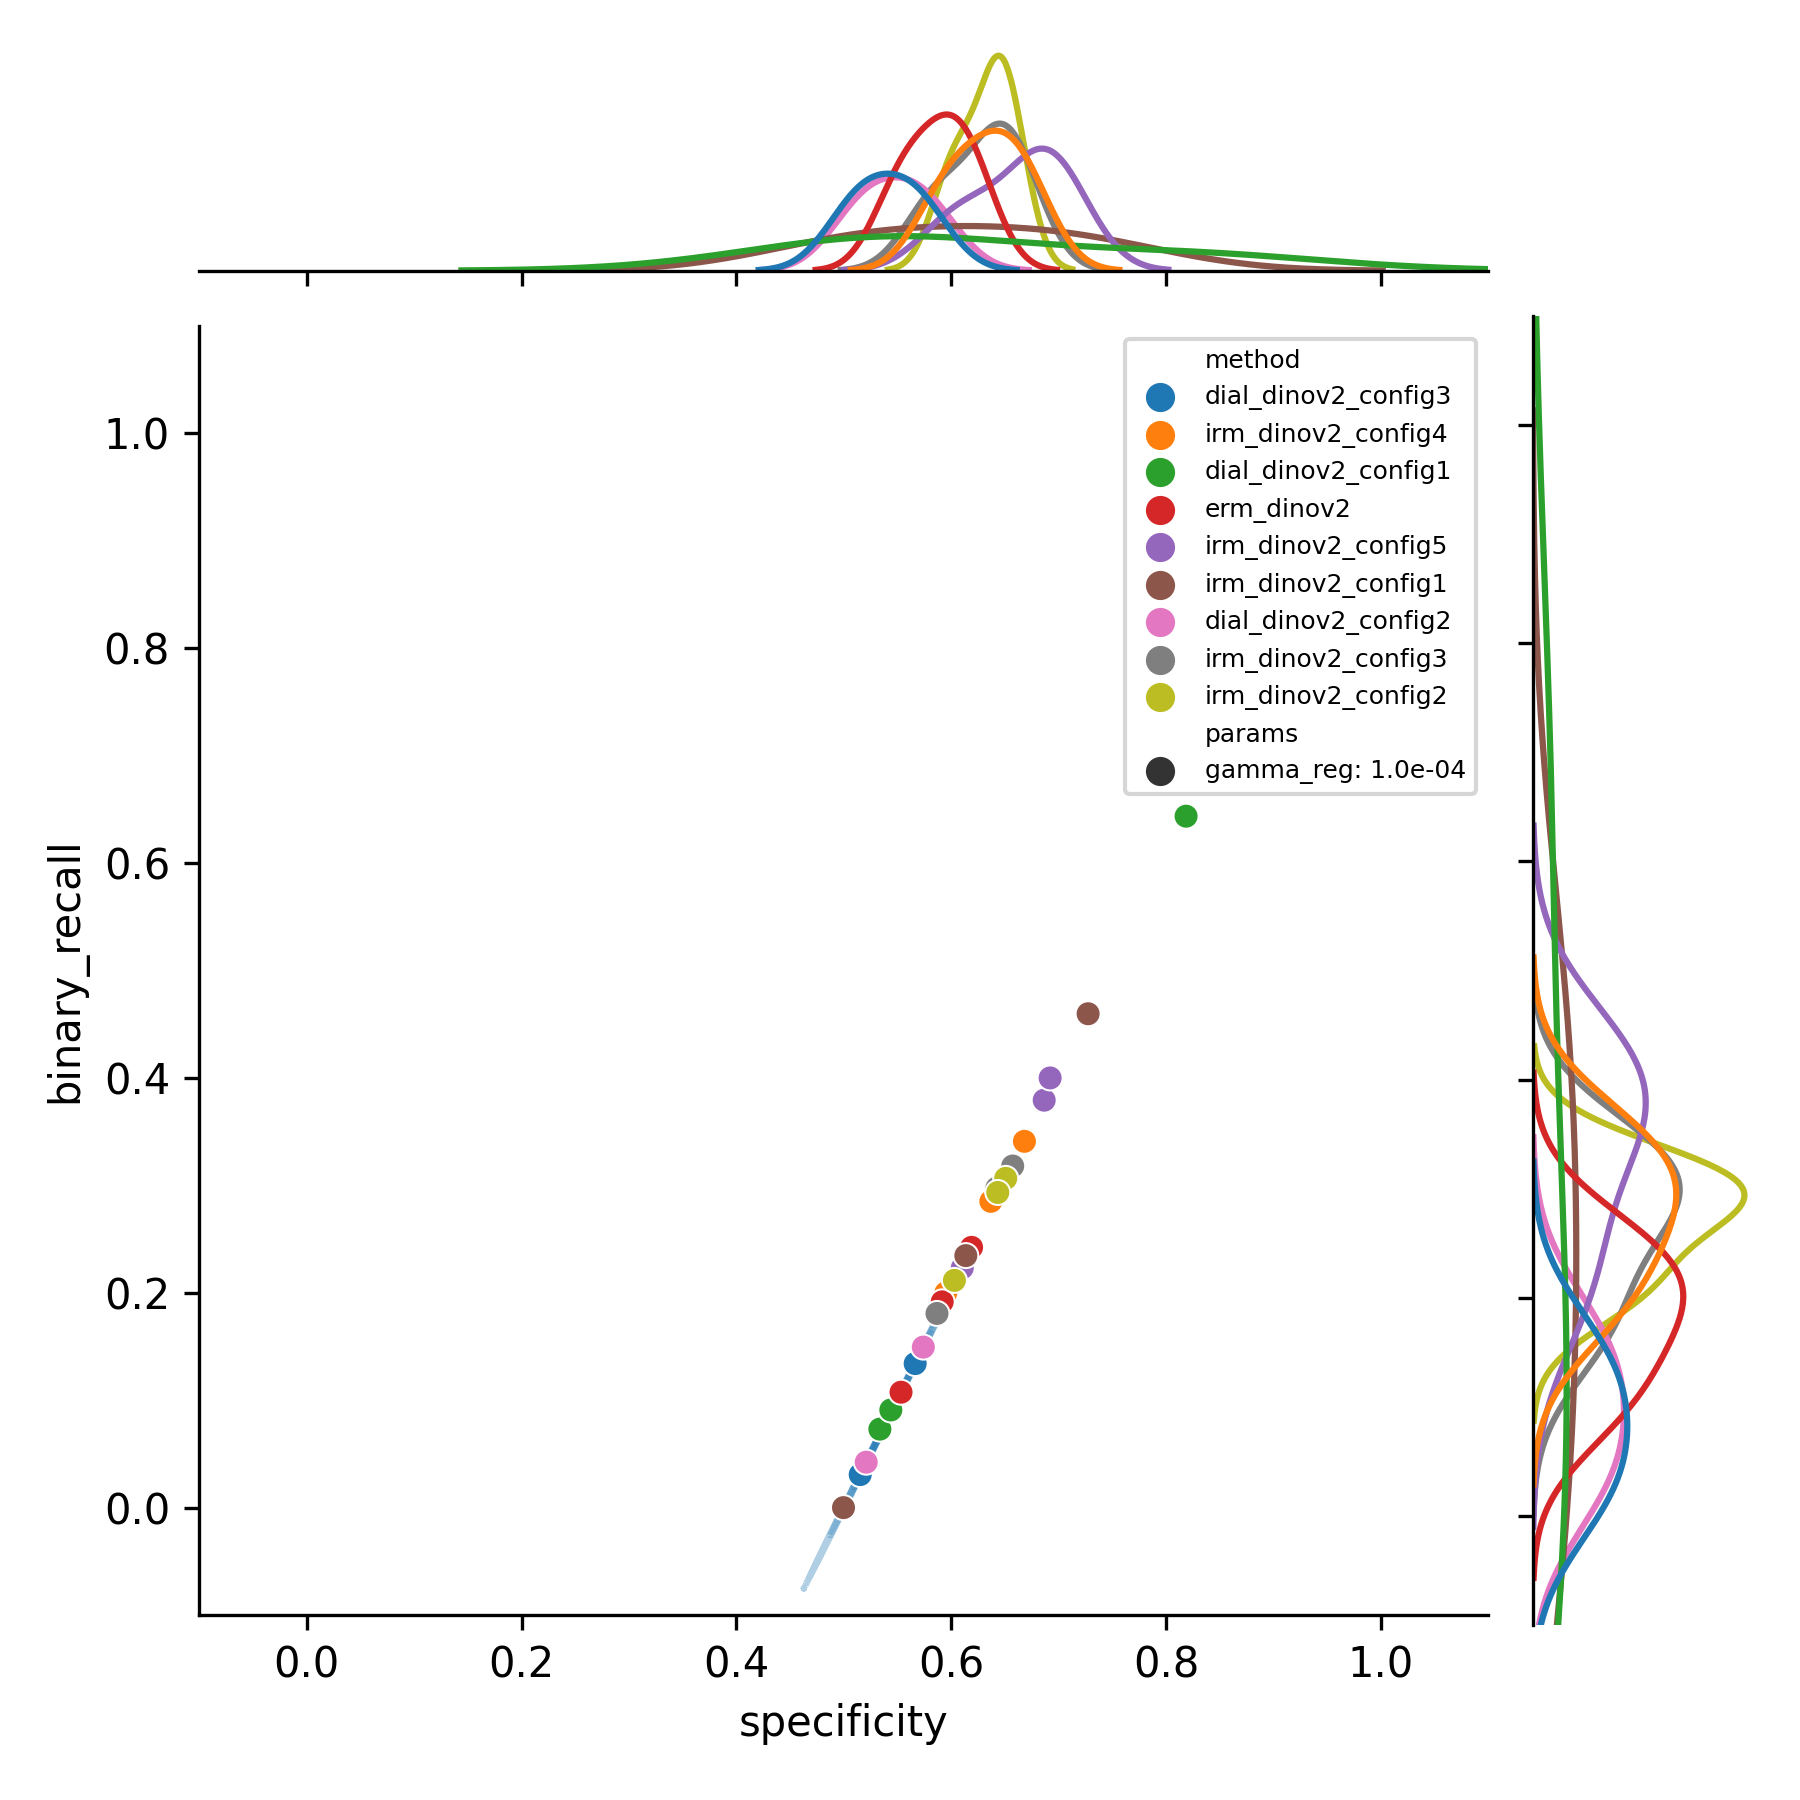 method
dial_dinov2_config3
irm_dinov2_config4
dial_dinov2_config1
erm_dinov2
irm_dinov2_config5
irm_dinov2_config1
dial_dinov2_config2
irm_dinov2_config3
irm_dinov2_config2
params
gamma_reg: 1.0e-04
binary_recall
1.0
0.8
0.6
0.4
0.2
0.0
0.0 0.2 0.4 0.6 0.8 1.0
specificity